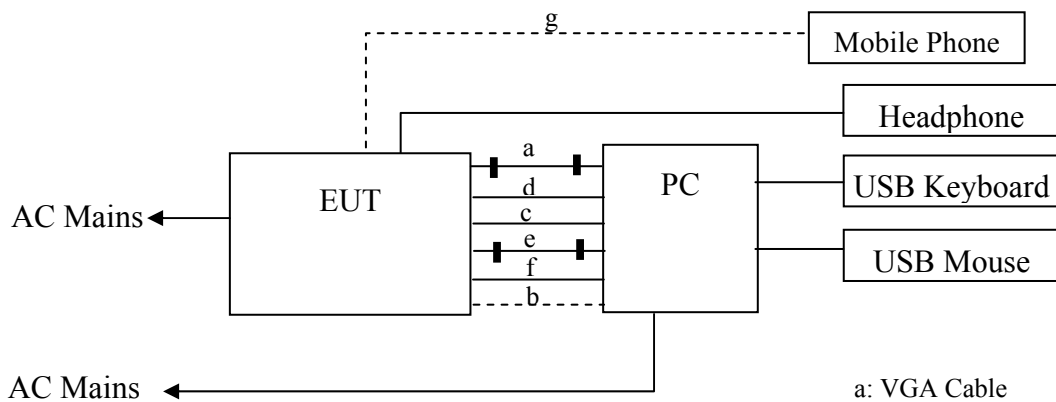 g
Mobile Phone
Headphone
a
EUT
PC
d
USB Keyboard
AC Mains
c
e
USB Mouse
f
b
AC Mains
a: VGA Cable